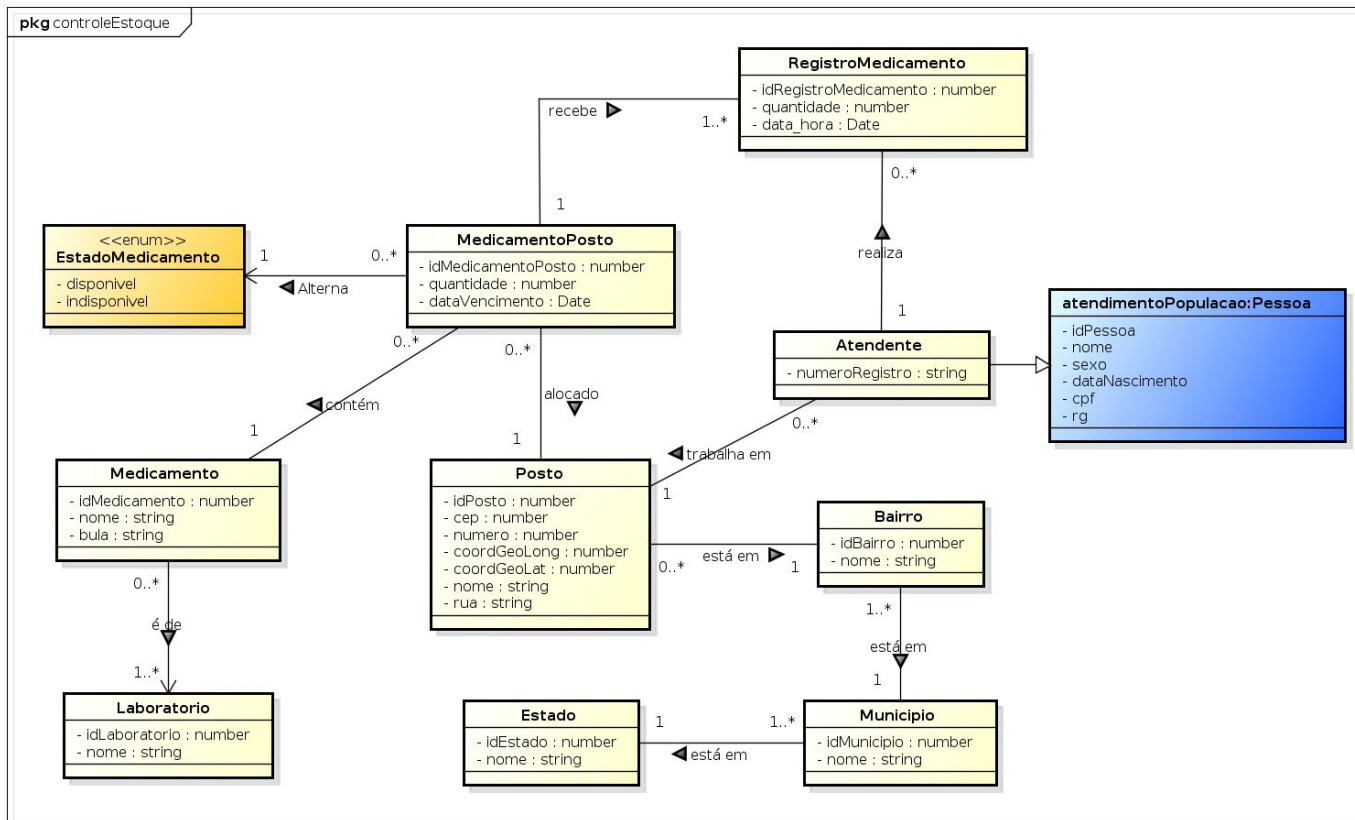 pkg controleEstoque
RegistroMedicamento
- idRegistroMedicamento : number
- quantidade : number
- data_hora : Date
recebe
1..*
0..*
1
realiza
1
<<enum>>
EstadoMedicamento
- disponivel
- indisponivel
1
0..*
Alterna
MedicamentoPosto
- idMedicamentoPosto : number
- quantidade : number
- dataVencimento : Date
atendimentoPopulacao:Pessoa
- idPessoa
- nome
- sexo
- dataNascimento
- cpf
- rg
Atendente
- numeroRegistro : string
0..*
0..*
contém
alocado
1
1
0..*
trabalha em
1
Medicamento
- idMedicamento : number
- nome : string
- bula : string
Posto
- idPosto : number
- cep : number
- numero : number
- coordGeoLong : number
- coordGeoLat : number
- nome : string
- rua : string
Bairro
- idBairro : number
- nome : string
está em
0..*
1
0..*
é de
1..*
1..*
está em
1
Laboratorio
- idLaboratorio : number
- nome : string
Estado
- idEstado : number
- nome : string
1
1..*
está em
Municipio
- idMunicipio : number
- nome : string